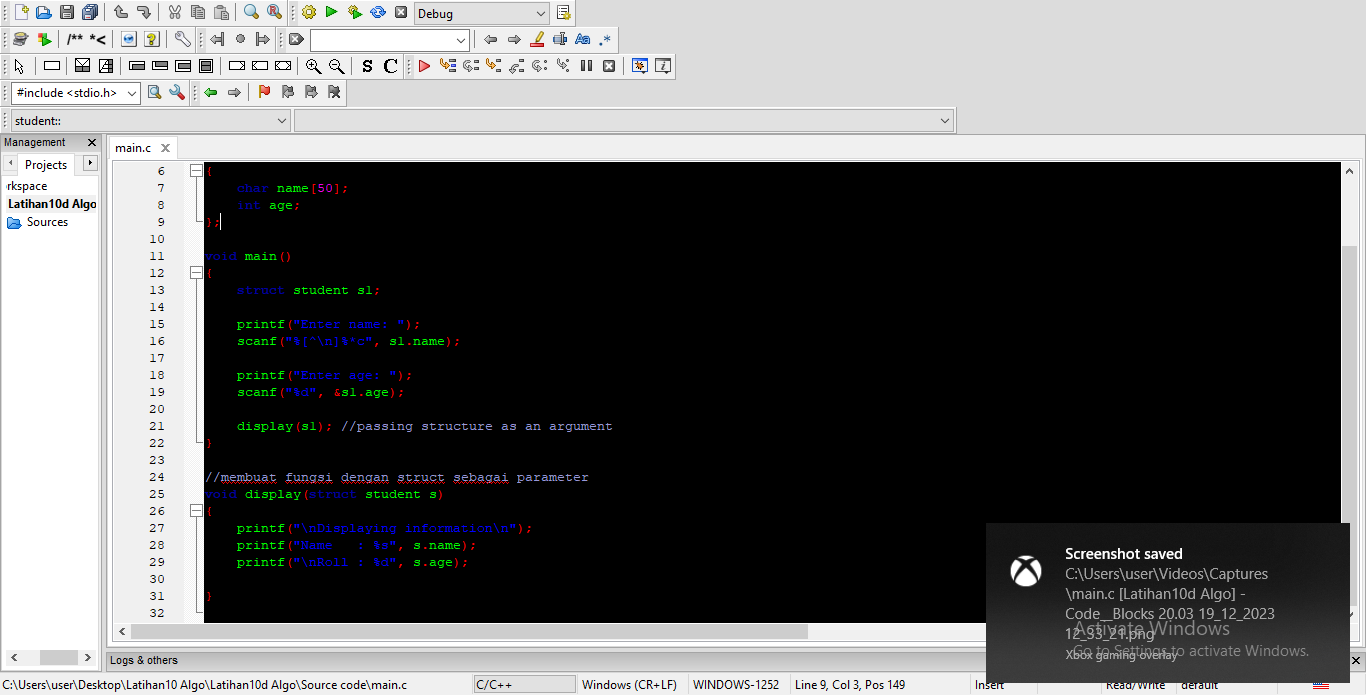 Debug
/** *<
Aa .*
S C
#include <stdio.h>
student::
Management
main.c
Projects
rkspace
Latihan10d Algo
Sources
6 {
7 char name[50];
8 int age;
9 };
10
11 void main()
12 {
13 struct student s1;
14
15 printf("Enter name: ");
16 scanf("%[^\n]%*c", s1.name);
17
18 printf("Enter age: ");
19 scanf("%d", &s1.age);
20
21 display(s1); //passing structure as an argument
22 }
23
24 //membuat fungsi dengan struct sebagai parameter
25 void display(struct student s)
26 {
27 printf("\nDisplaying information\n");
28 printf("Name   : %s", s.name);
29 printf("\nRoll : %d", s.age);
30
31 }
32
Screenshot saved
C:\Users\user\Videos\Captures
\main.c [Latihan10d Algo] -
Code__Blocks 20.03 19_12_2023
12_33_21.png
Xbox gaming overlay
Activate Windows
Go to Settings to activate Windows.
Logs & others
C:\Users\user\Desktop\Latihan10 Algo\Latihan10d Algo\Source code\main.c
C/C++
Windows (CR+LF)
WINDOWS-1252
Line 9, Col 3, Pos 149
Insert
Read/Write
default